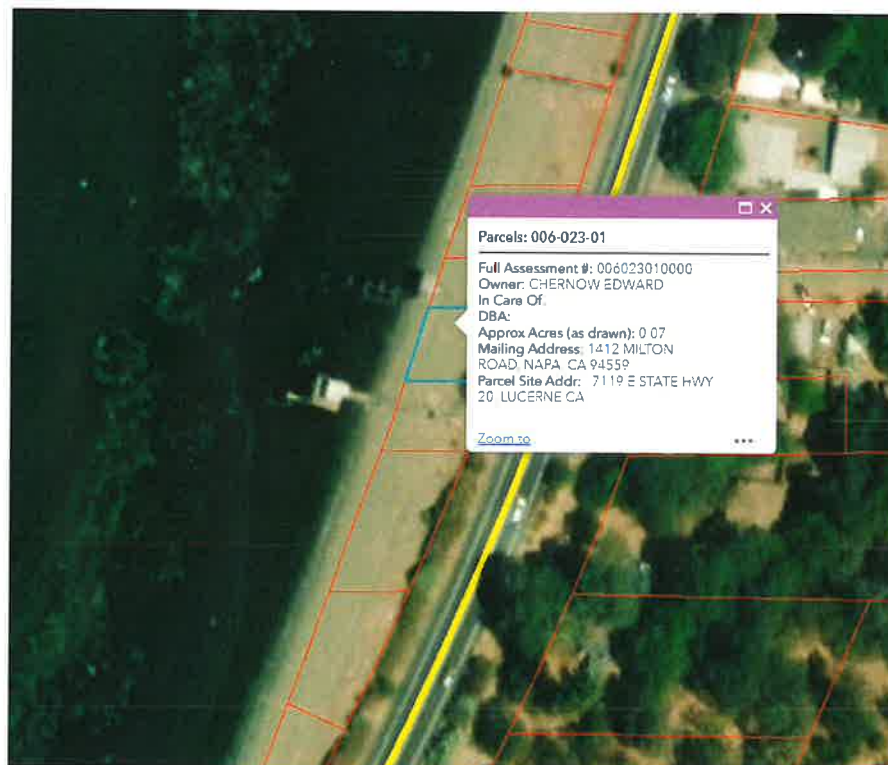 Parcels: 006-023-01
Full Assessment #: 006023010000
Owner: CHERNOW EDWARD
In Care Of:
DBA:
Approx Acres (as drawn): 0.07
Mailing Address: 1412 MILTON
ROAD, NAPA, CA 94559
Parcel Site Addr: 7119 E STATE HWY
20, LUCERNE CA
Zoom to